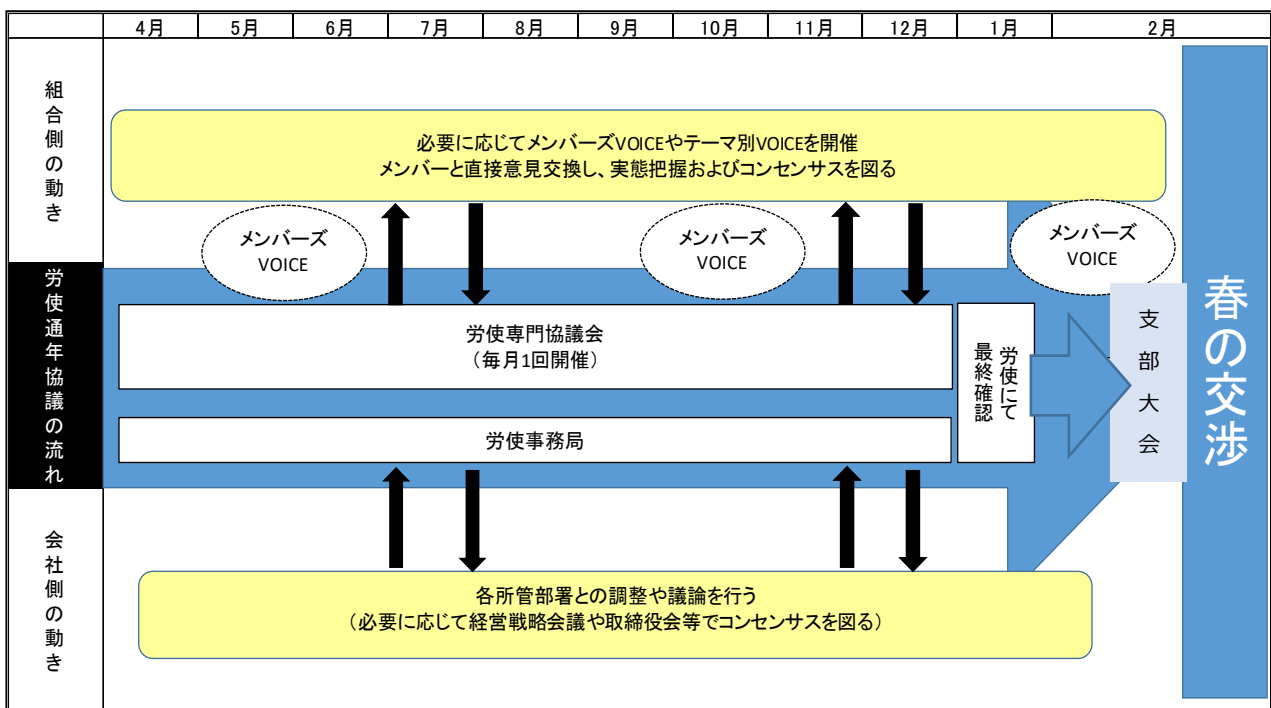 4月 5月 6月 7月 8月 9月 10月 11月 12月 1月 2月
組合側の動き
必要に応じてメンバーズVOICEやテーマ別VOICEを開催
メンバーと直接意見交換し、実態把握およびコンセンサスを図る
メンバーズ
VOICE
メンバーズ
VOICE
メンバーズ
VOICE
労使通年協議の流れ
労使専門協議会
（毎月1回開催）
労使事務局
労使にて
最終確認
支部大会
春の交渉
会社側の動き
各所管部署との調整や議論を行う
（必要に応じて経営戦略会議や取締役会等でコンセンサスを図る）